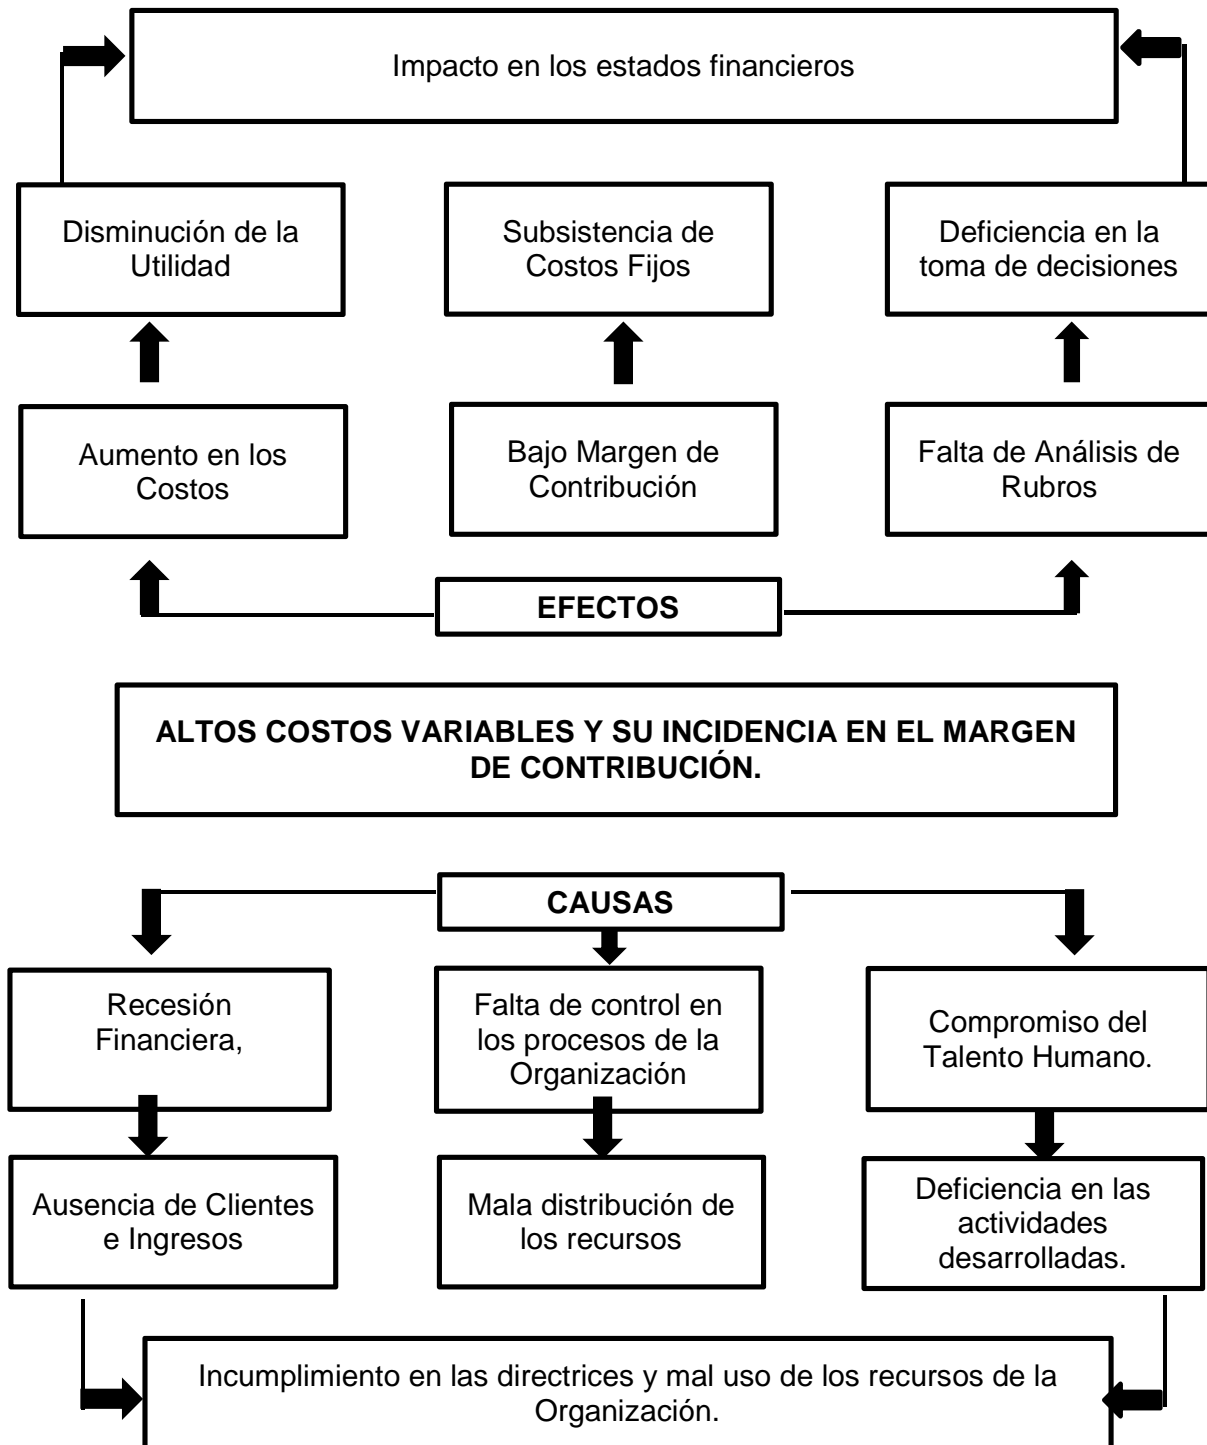 Impacto en los estados financieros
Disminución de la
Utilidad
Subsistencia de
Costos Fijos
Deficiencia en la
toma de decisiones
Aumento en los
Costos
Bajo Margen de
Contribución
Falta de Análisis de
Rubros
EFECTOS
ALTOS COSTOS VARIABLES Y SU INCIDENCIA EN EL MARGEN
DE CONTRIBUCIÓN.
CAUSAS
Recesión
Financiera,
Falta de control en
los procesos de la
Organización
Compromiso del
Talento Humano.
Ausencia de Clientes
e Ingresos
Mala distribución de
los recursos
Deficiencia en las
actividades
desarrolladas.
Incumplimiento en las directrices y mal uso de los recursos de la
Organización.